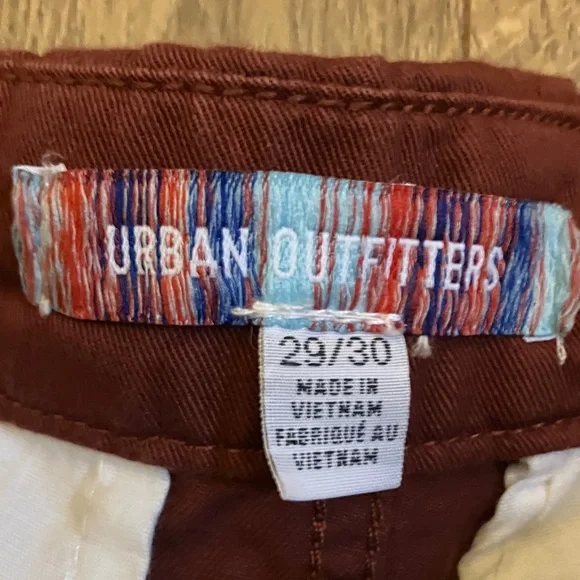 URBAN OUTFITTERS
29/30
MADE IN
VIETNAM
FABRIQUÉ AU
VIETNAM